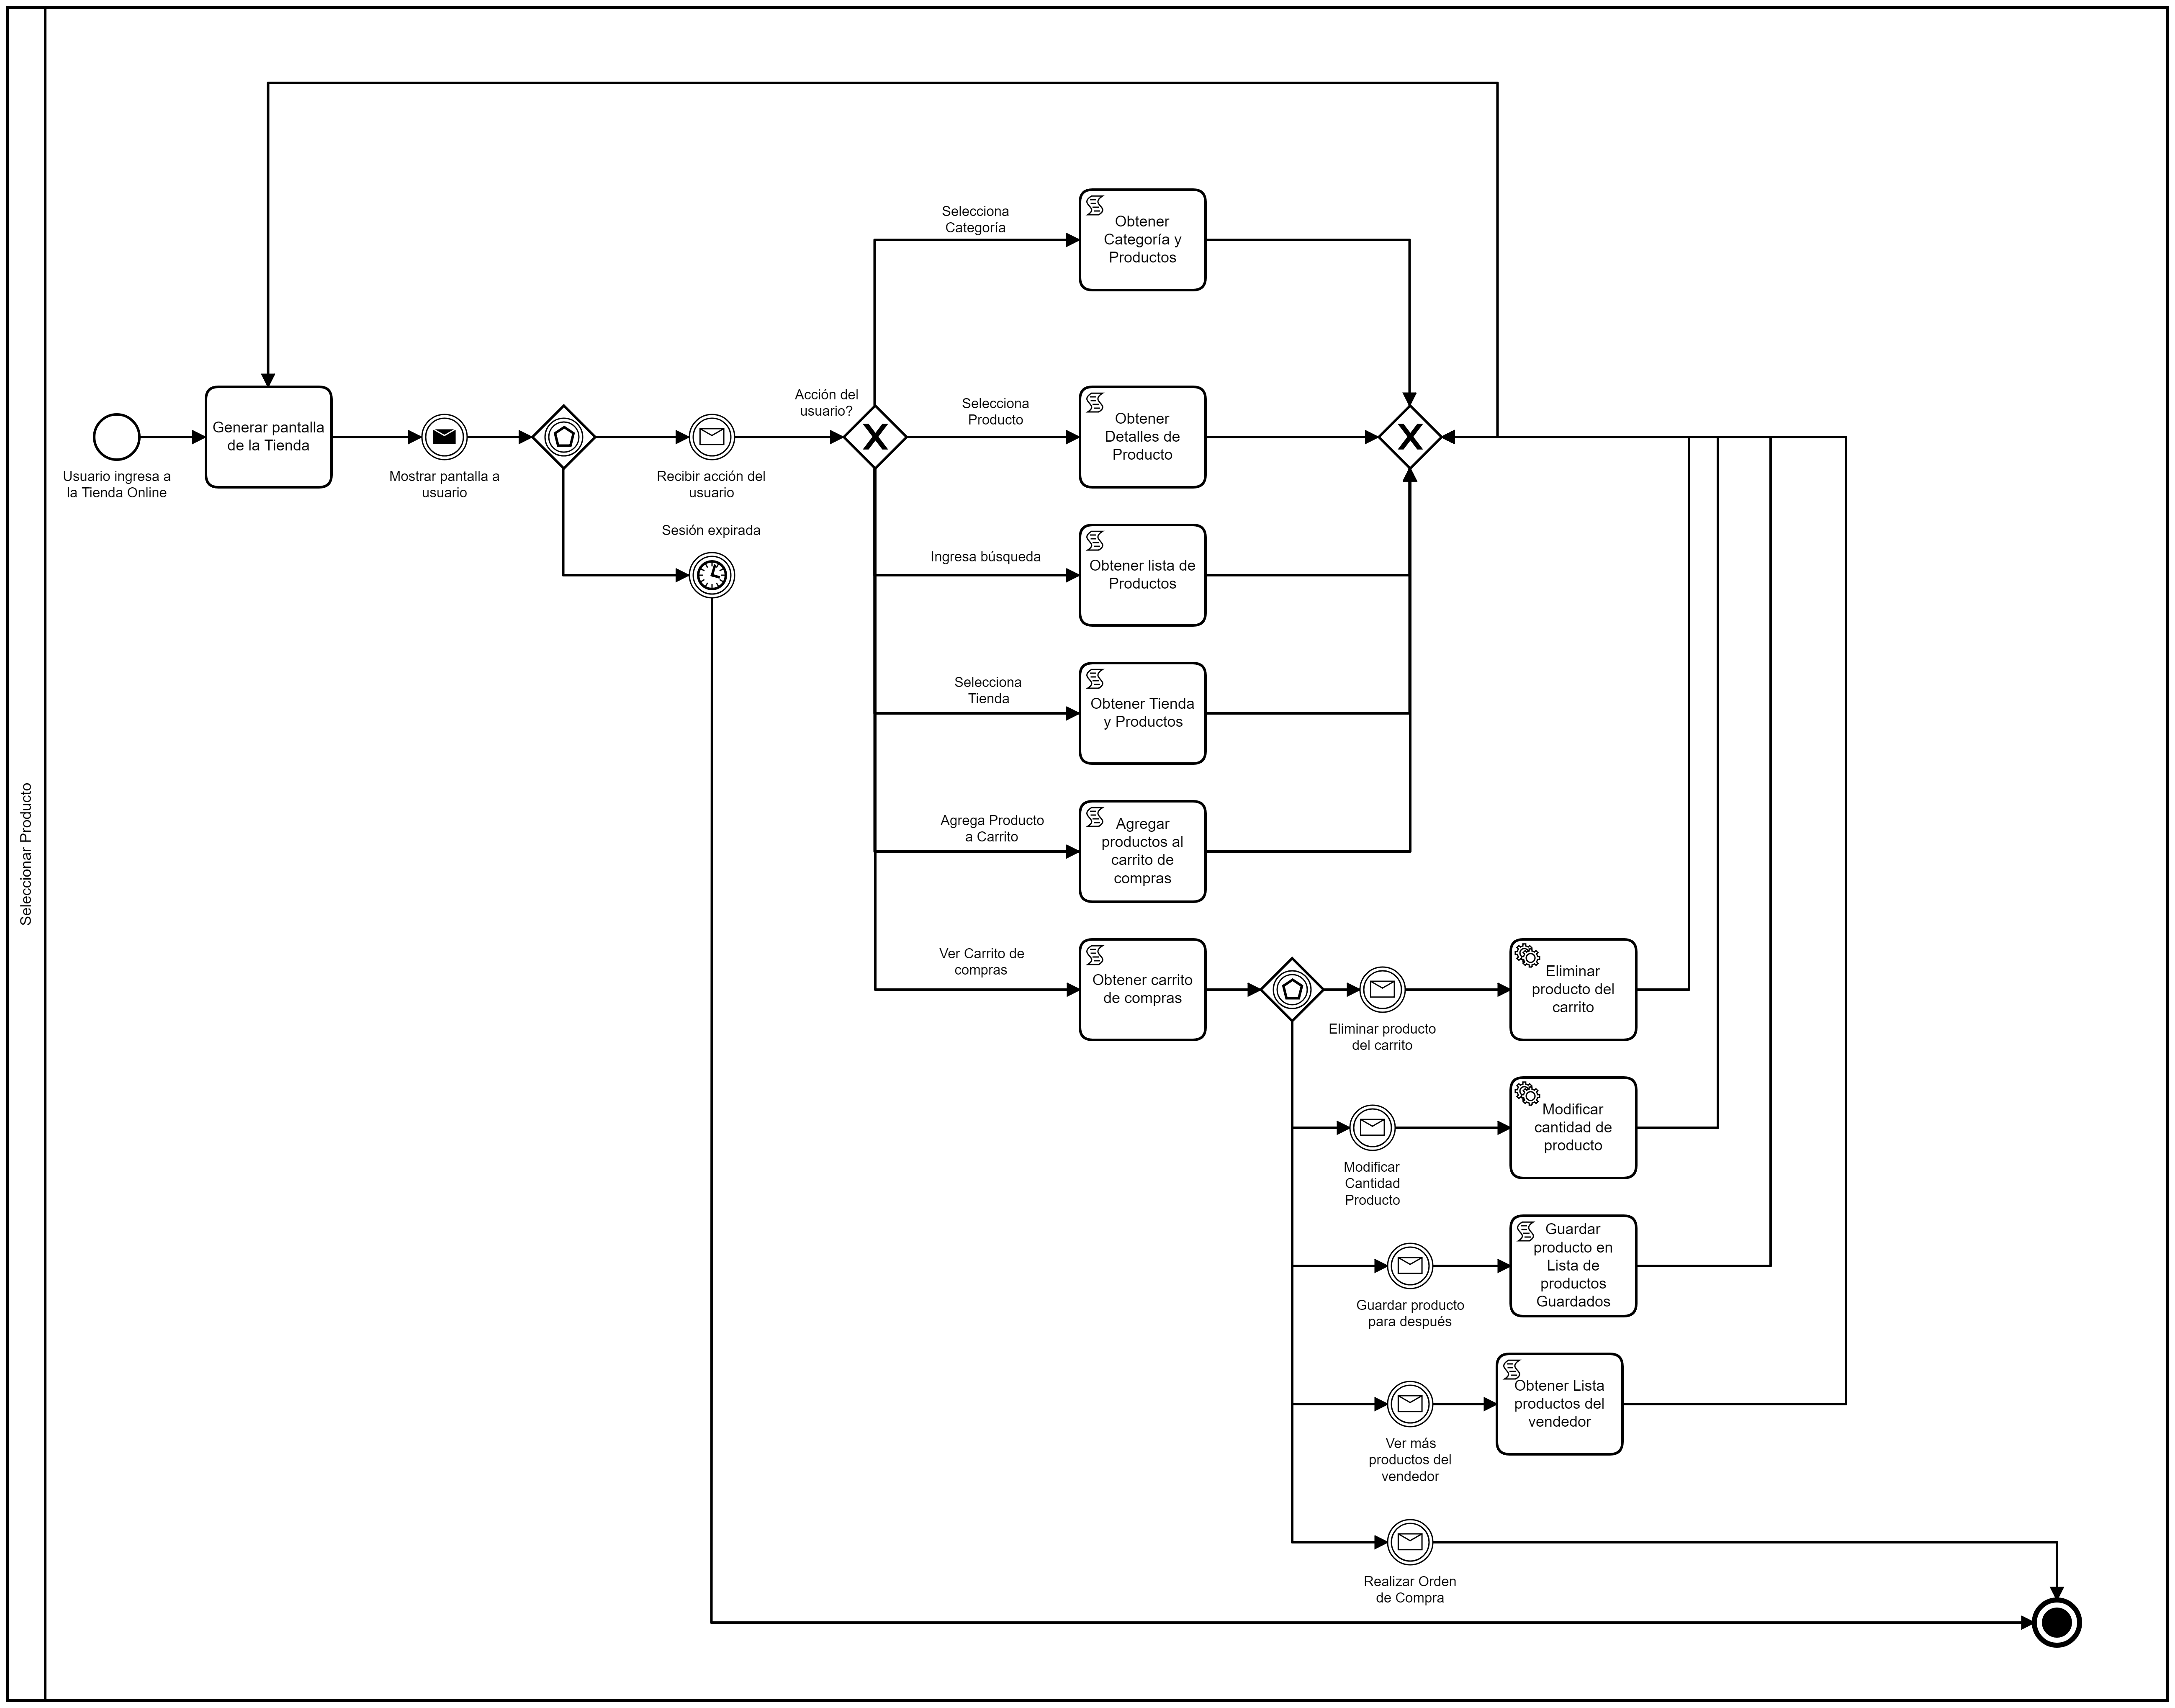 Seleccionar Producto
Usuario ingresa a
la Tienda Online
Generar pantalla
de la Tienda
Mostrar pantalla a
usuario
Recibir acción del
usuario
Sesión expirada
Acción del
usuario?
Selecciona
Categoría
Obtener
Categoría y
Productos
Selecciona
Producto
Obtener
Detalles de
Producto
Ingresa búsqueda
Obtener lista de
Productos
Selecciona
Tienda
Obtener Tienda
y Productos
Agrega Producto
a Carrito
Agregar
productos al
carrito de
compras
Ver Carrito de
compras
Obtener carrito
de compras
Eliminar producto
del carrito
Eliminar
producto del
carrito
Modificar
Cantidad
Producto
Modificar
cantidad de
producto
Guardar producto
para después
Guardar
producto en
Lista de
productos
Guardados
Ver más
productos del
vendedor
Obtener Lista
productos del
vendedor
Realizar Orden
de Compra